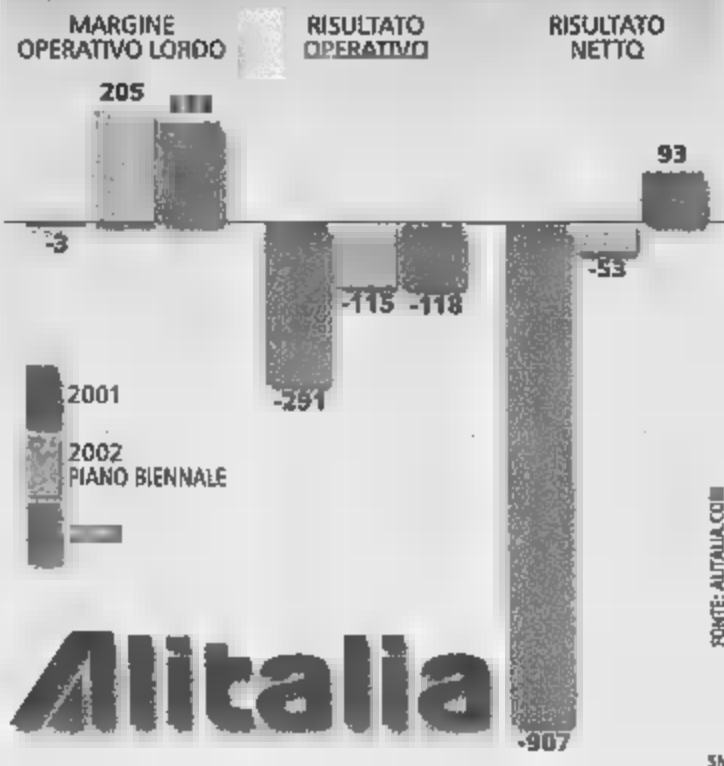 MARGINE
OPERATIVO LORDO
RISULTATO
OPERATIVO
RISULTATO
NETTO
205
93
-3
-53
-115
-118
-291
2001
2002
PIANO BIENNALE
FONTE: ALITALIA.COM
Alitalia
-907